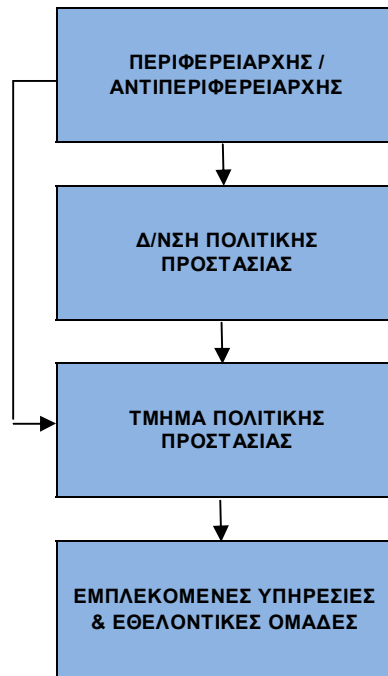 ΠΕΡΙΦΕΡΕΙΑΡΧΗΣ /
ΑΝΤΙΠΕΡΙΦΕΡΕΙΑΡΧΗΣ
Δ/ΝΣΗ ΠΟΛΙΤΙΚΗΣ
ΠΡΟΣΤΑΣΙΑΣ
ΤΜΗΜΑ ΠΟΛΙΤΙΚΗΣ
ΠΡΟΣΤΑΣΙΑΣ
ΕΜΠΛΕΚΟΜΕΝΕΣ ΥΠΗΡΕΣΙΕΣ
& ΕΘΕΛΟΝΤΙΚΕΣ ΟΜΑΔΕΣ